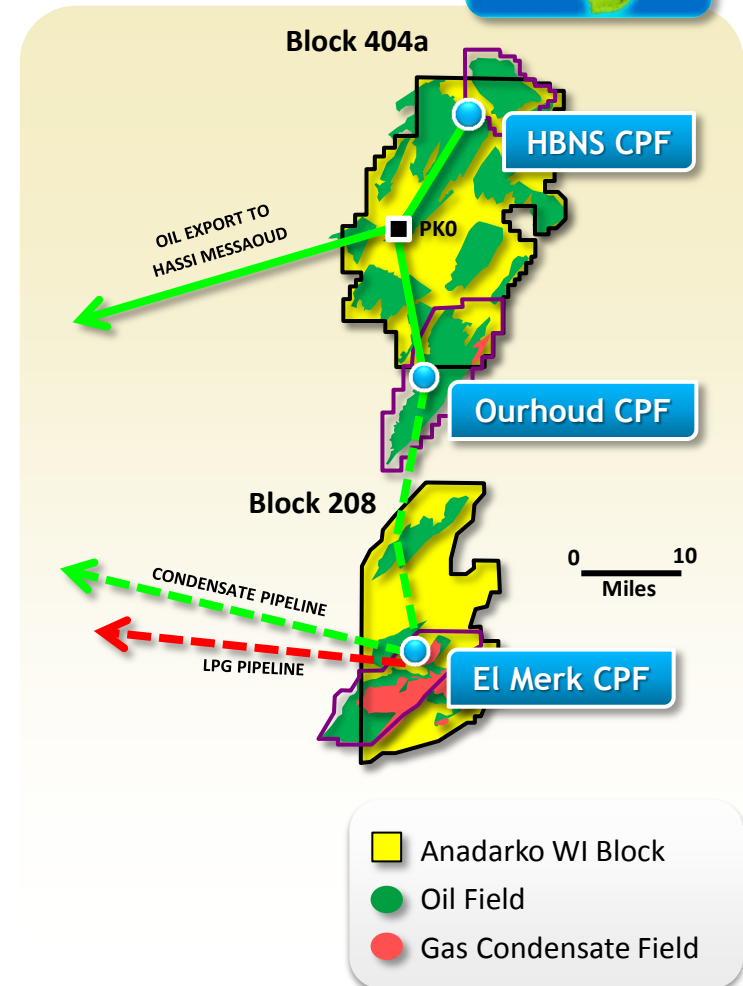 Block 404a
HBNS CPF
OIL EXPORT TO
HASSI MESSAOUD
PK0
Ourhoud CPF
Block 208
0 10
Miles
CONDENSATE PIPELINE
LPG PIPELINE
El Merk CPF
Anadarko WI Block
Oil Field
Gas Condensate Field